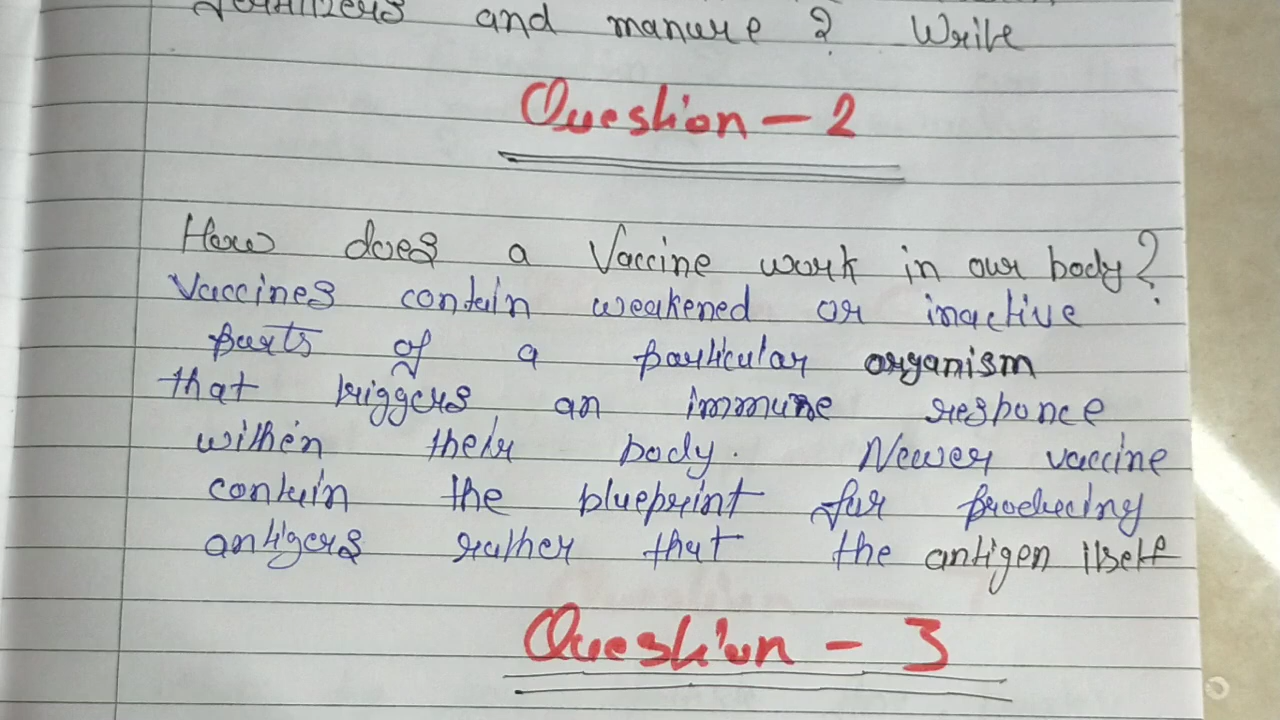 and manure ? Write
Question - 2
How does a Vaccine work in our body?
Vaccines contain weakened or inactive
parts of a particular organism
that triggers an immune responce
within their body. Newer vaccine
contain the blueprint for producing
antigers rather that the antigen itself
Question - 3